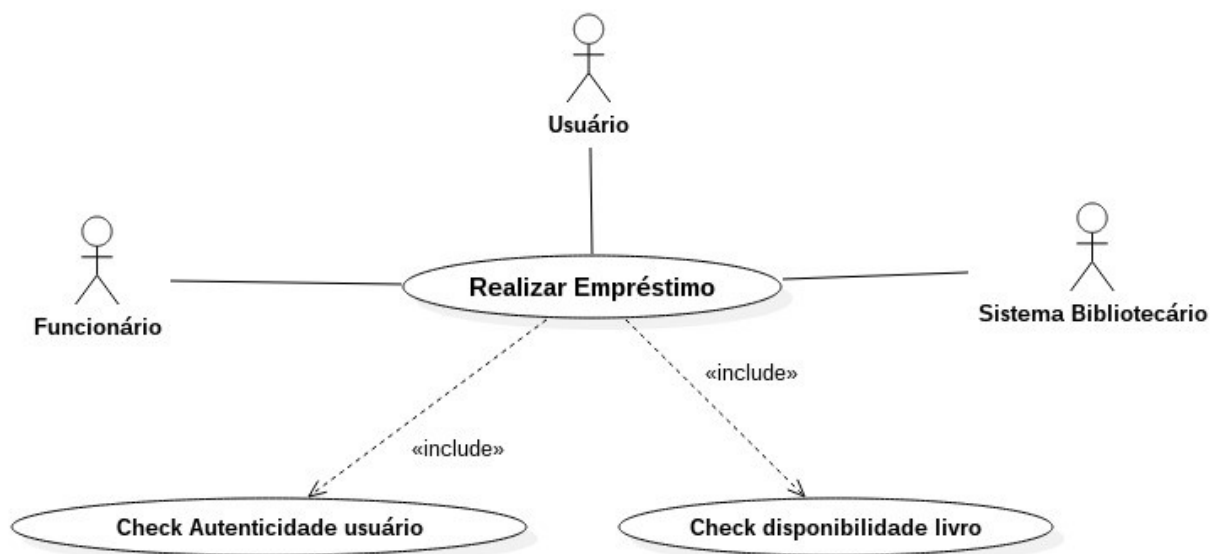 Usuário
Funcionário
Realizar Empréstimo
Sistema Bibliotecário
«include»
«include»
Check Autenticidade usuário
Check disponibilidade livro